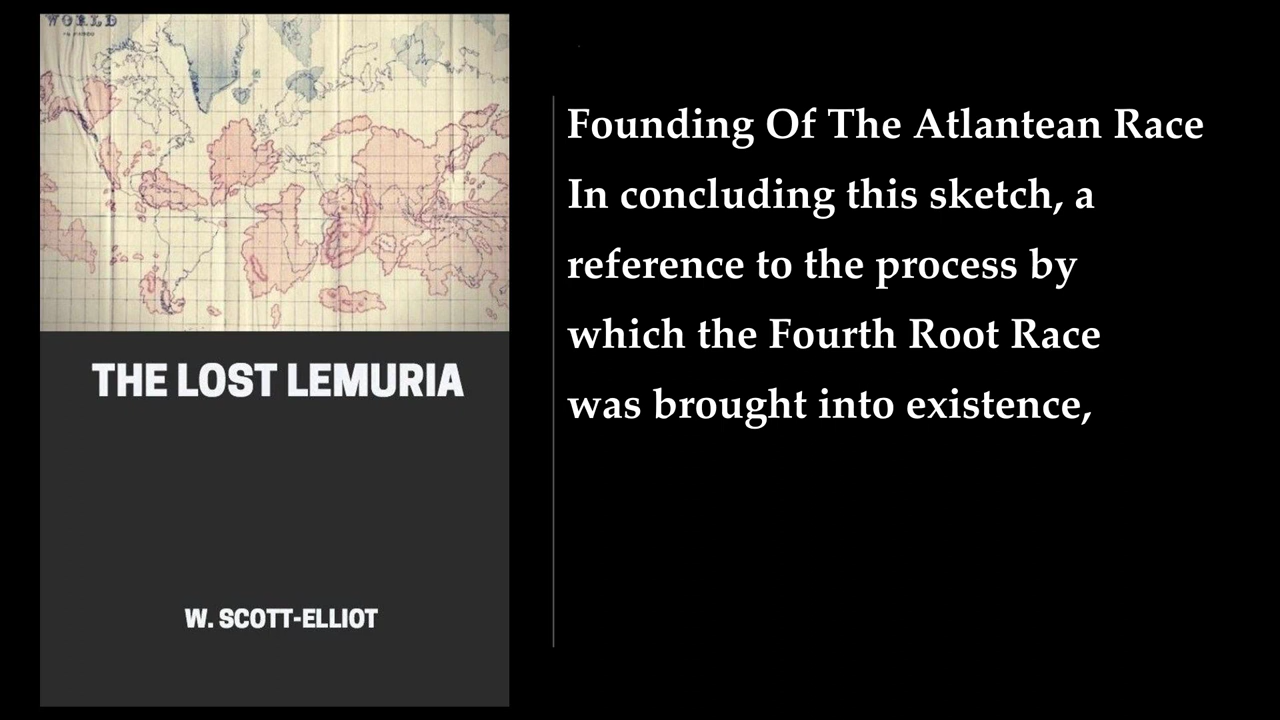 WORLD
THE LOST LEMURIA
W. SCOTT-ELLIOT
Founding Of The Atlantean Race
In concluding this sketch, a
reference to the process by
which the Fourth Root Race
was brought into existence,